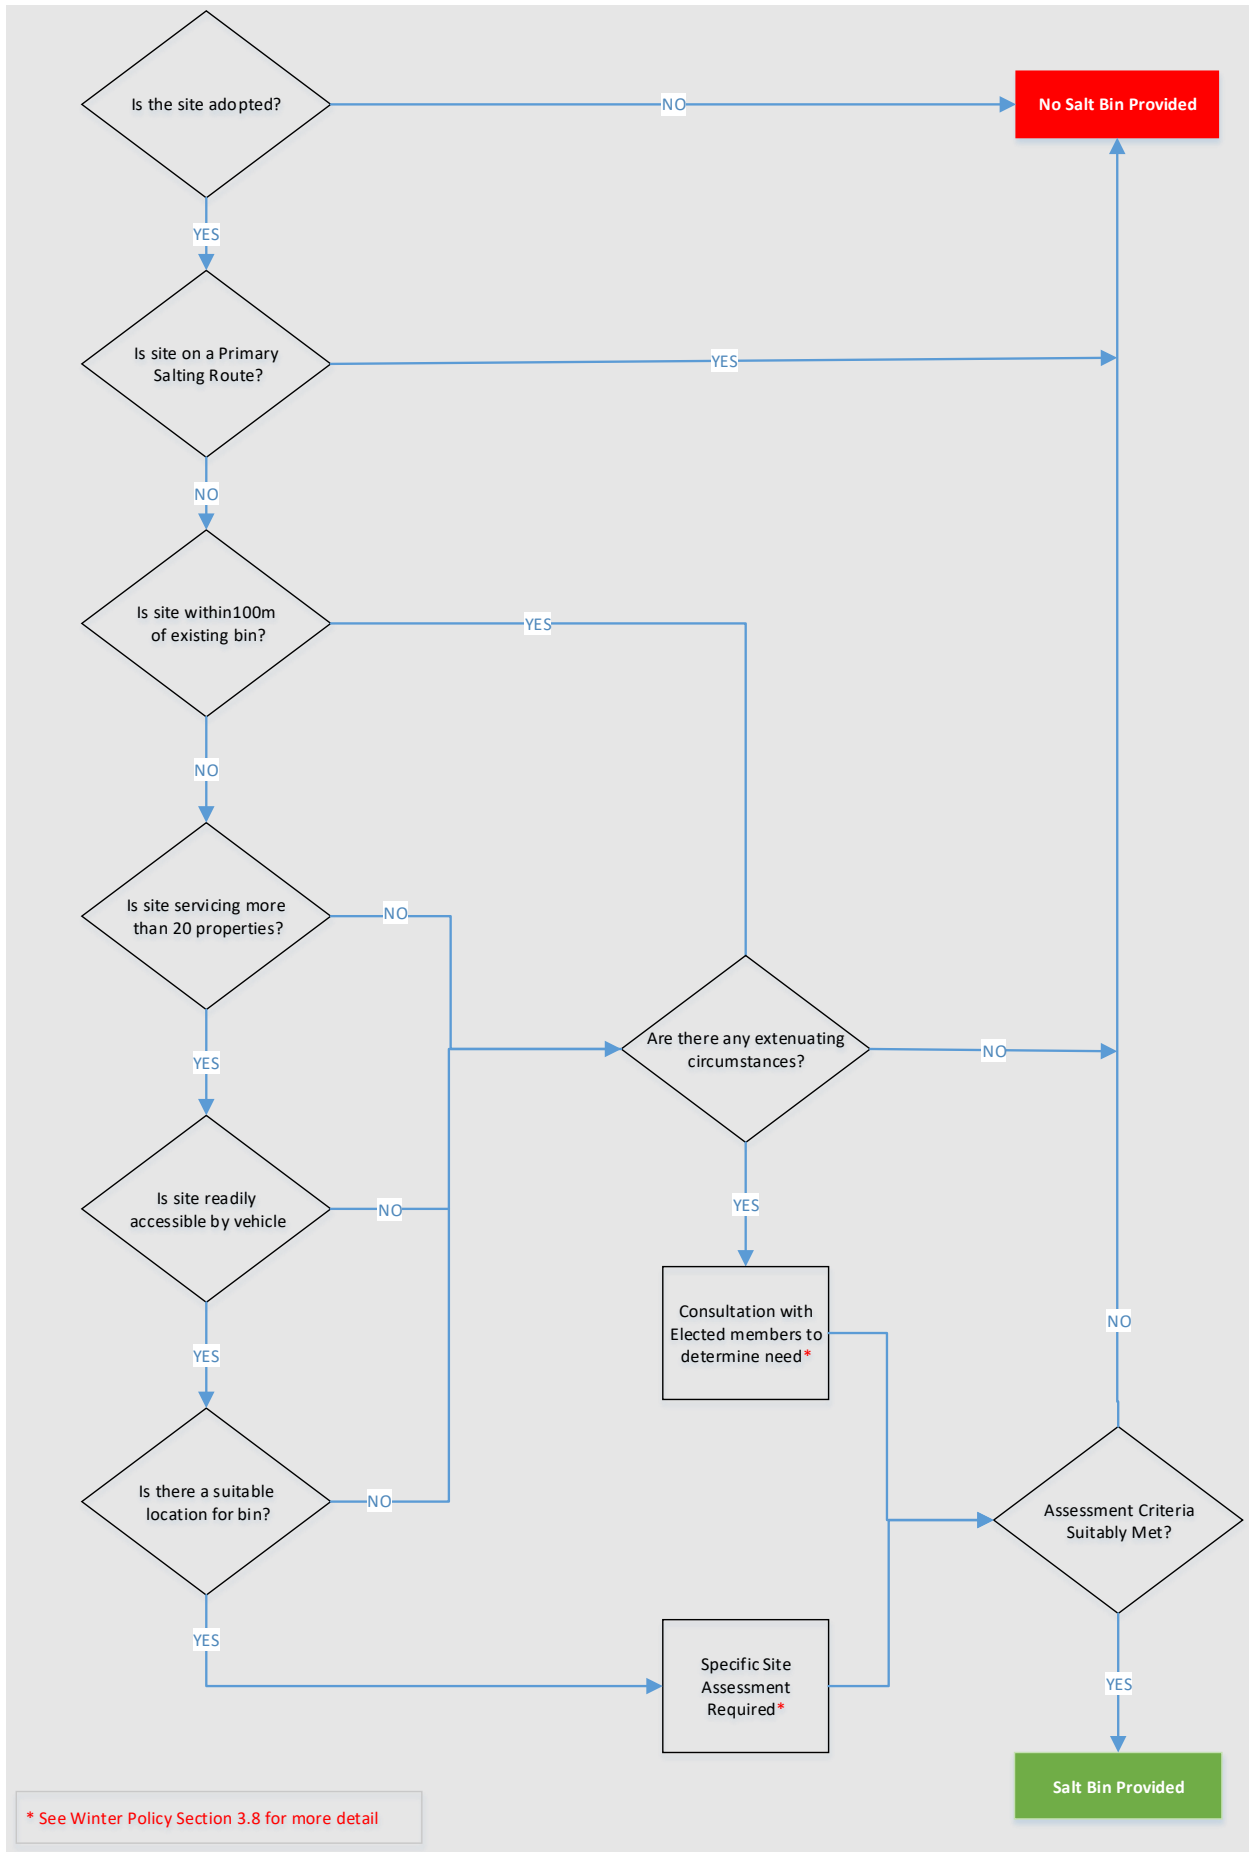 Is the site adopted?
NO
No Salt Bin Provided
YES
Is site on a Primary
Salting Route?
YES
NO
Is site within100m
of existing bin?
YES
NO
Is site servicing more
than 20 properties?
NO
Are there any extenuating
circumstances?
NO
YES
Is site readily
accessible by vehicle
NO
YES
Consultation with
Elected members to
determine need*
NO
YES
Is there a suitable
location for bin?
NO
Assessment Criteria
Suitably Met?
YES
Specific Site
Assessment
Required*
YES
Salt Bin Provided
* See Winter Policy Section 3.8 for more detail